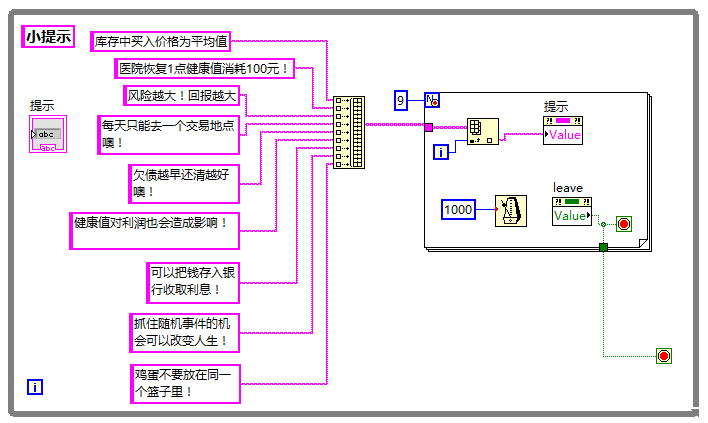 小提示
库存中买入价格为平均值
医院恢复1点健康值消耗100元！
风险越大！回报越大
提示
abc
abc
每天只能去一个交易地点
噢！
欠债越早还清越好
噢！
健康值对利润也会造成影响！
可以把钱存入银
行收取利息！
抓住随机事件的机
会可以改变人生！
鸡蛋不要放在同一
个篮子里！
i
9
N
提示
Value
i
1000
leave
Value